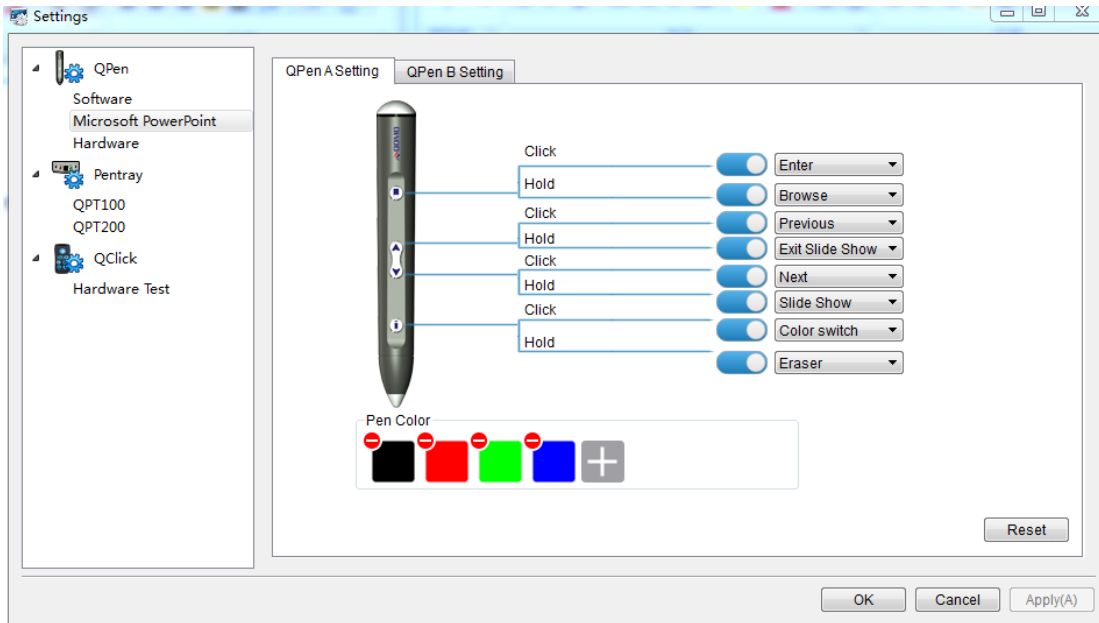 Settings
QPen
Software
Microsoft PowerPoint
Hardware
Pentray
QPT100
QPT200
QClick
Hardware Test
QPen A Setting
QPen B Setting
QOMO
Click
Enter
Hold
Browse
Click
Previous
Hold
Exit Slide Show
Click
Next
Hold
Slide Show
Click
Color switch
Hold
Eraser
Pen Color
Reset
OK
Cancel
Apply(A)